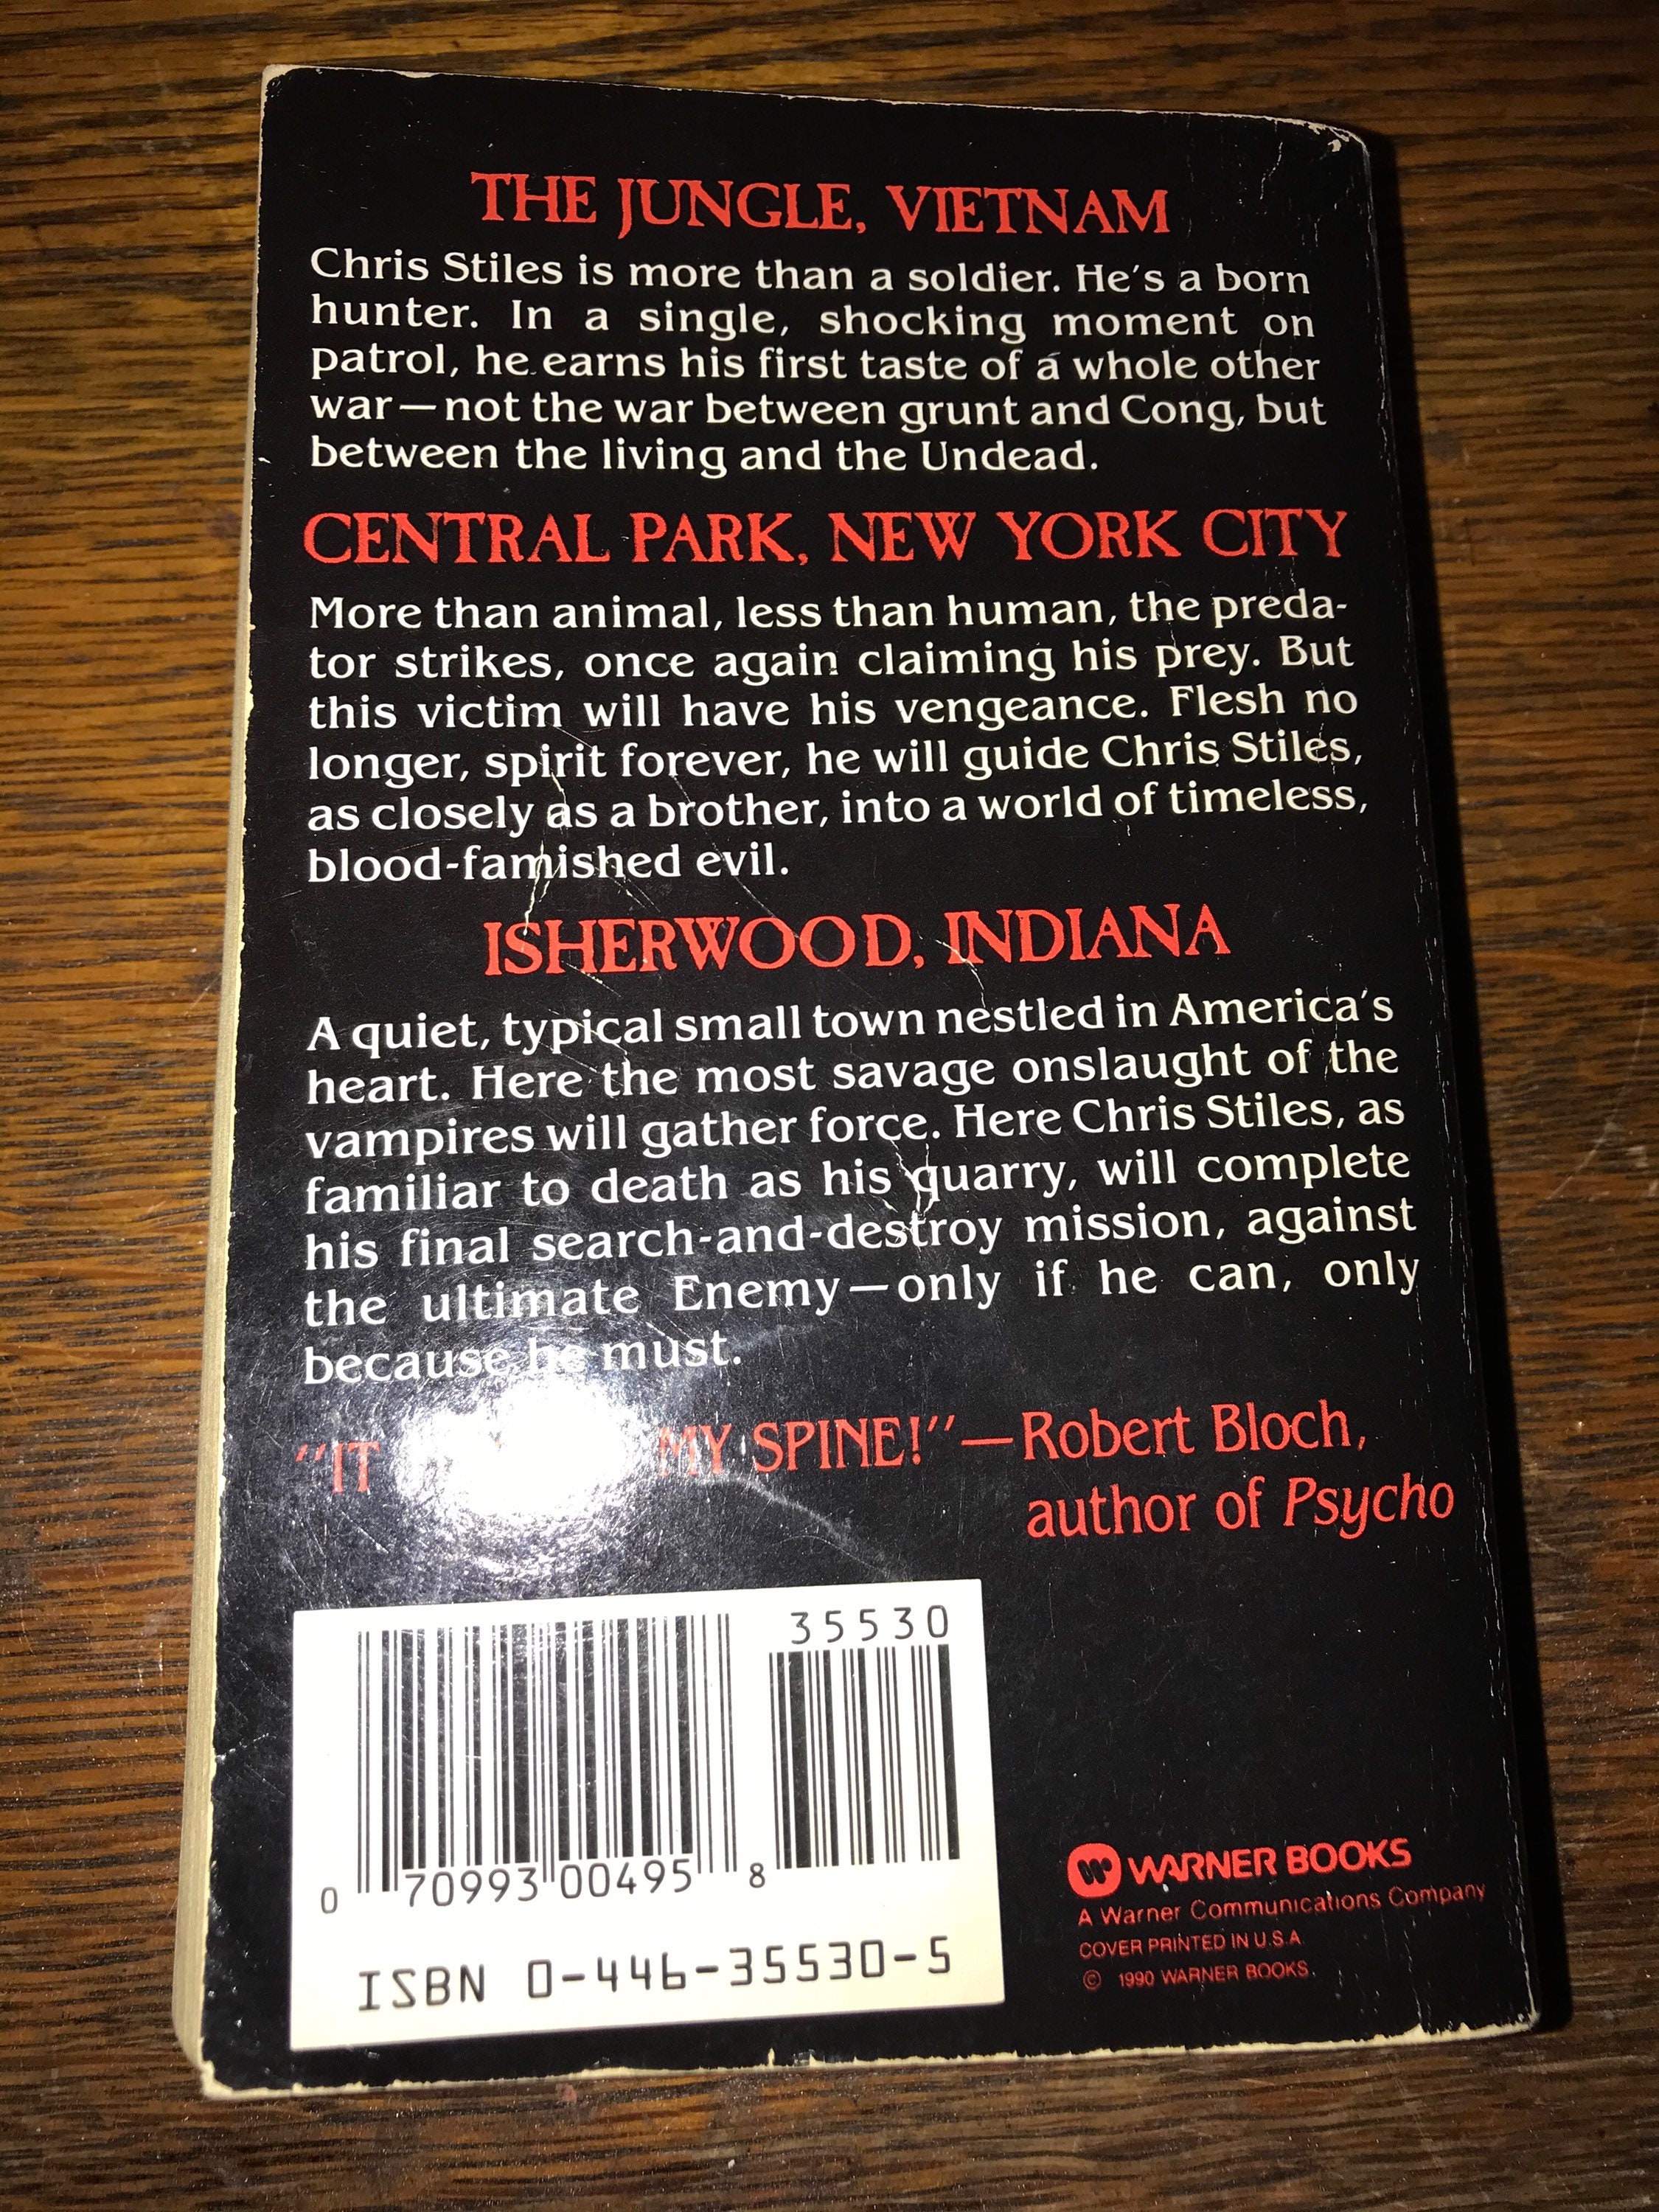 THE JUNGLE, VIETNAM
Chris Stiles is more than a soldier. He's a born
hunter. In a single, shocking moment on
patrol, he earns his first taste of a whole other
war—not the war between grunt and Cong, but
between the living and the Undead.
CENTRAL PARK, NEW YORK CITY
More than animal, less than human, the preda-
tor strikes, once again claiming his prey. But
this victim will have his vengeance. Flesh no
longer, spirit forever, he will guide Chris Stiles,
as closely as a brother, into a world of timeless,
blood-famished evil.
ISHERWOOD, INDIANA
A quiet, typical small town nestled in America's
heart. Here the most savage onslaught of the
vampires will gather force. Here Chris Stiles, as
familiar to death as his quarry, will complete
his final search-and-destroy mission, against
the ultimate Enemy—only if he can, only
because he must.
"IT MY SPINE!"—Robert Bloch,
author of Psycho
35530
0 70993 00495 8
ISBN 0-446-35530-5
WARNER BOOKS
A Warner Communications Company
COVER PRINTED IN U.S.A.
© 1990 WARNER BOOKS